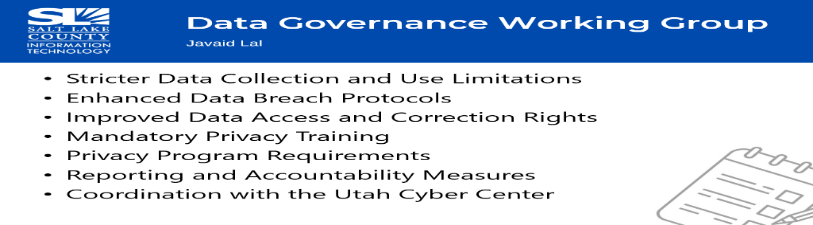 SL
SALT LAKE
COUNTY
INFORMATION
TECHNOLOGY
Data Governance Working Group
Javaid Lal
• Stricter Data Collection and Use Limitations
• Enhanced Data Breach Protocols
• Improved Data Access and Correction Rights
• Mandatory Privacy Training
• Privacy Program Requirements
• Reporting and Accountability Measures
• Coordination with the Utah Cyber Center